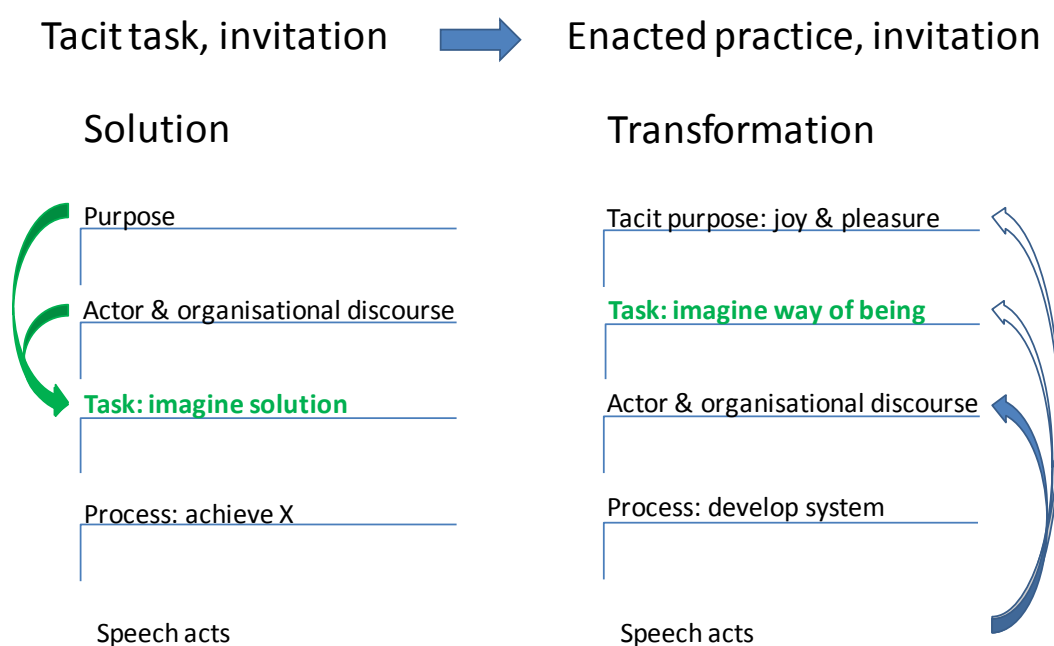 Tacit task, invitation
Enacted practice, invitation
Solution
Transformation
Purpose
Actor & organisational discourse
Task: imagine solution
Process: achieve X
Speech acts
Tacit purpose: joy & pleasure
Task: imagine way of being
Actor & organisational discourse
Process: develop system
Speech acts